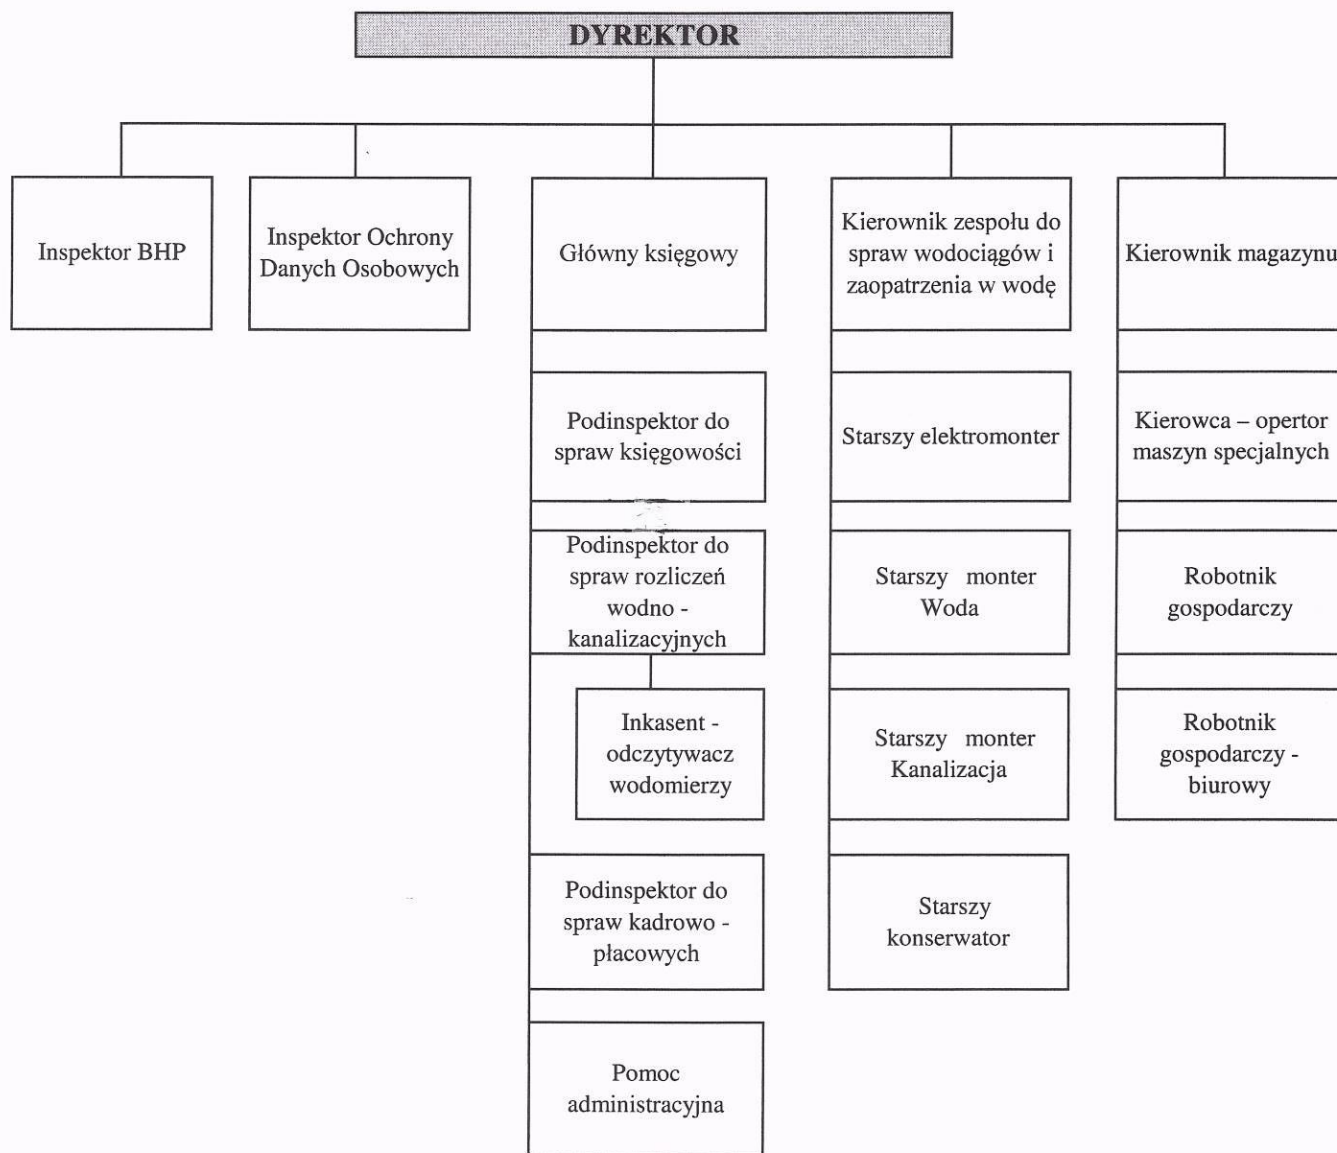 DYREKTOR
Inspektor BHP
Inspektor Ochrony
Danych Osobowych
Główny księgowy
Kierownik zespołu do
spraw wodociągów i
zaopatrzenia w wodę
Kierownik magazynu
Podinspektor do
spraw księgowości
Starszy elektromonter
Kierowca – opertor
maszyn specjalnych
Podinspektor do
spraw rozliczeń
wodno -
kanalizacyjnych
Starszy monter
Woda
Robotnik
gospodarczy
Inkasent -
odczytywacz
wodomierzy
Starszy monter
Kanalizacja
Robotnik
gospodarczy -
biurowy
Podinspektor do
spraw kadrowo -
płacowych
Starszy
konserwator
Pomoc
administracyjna